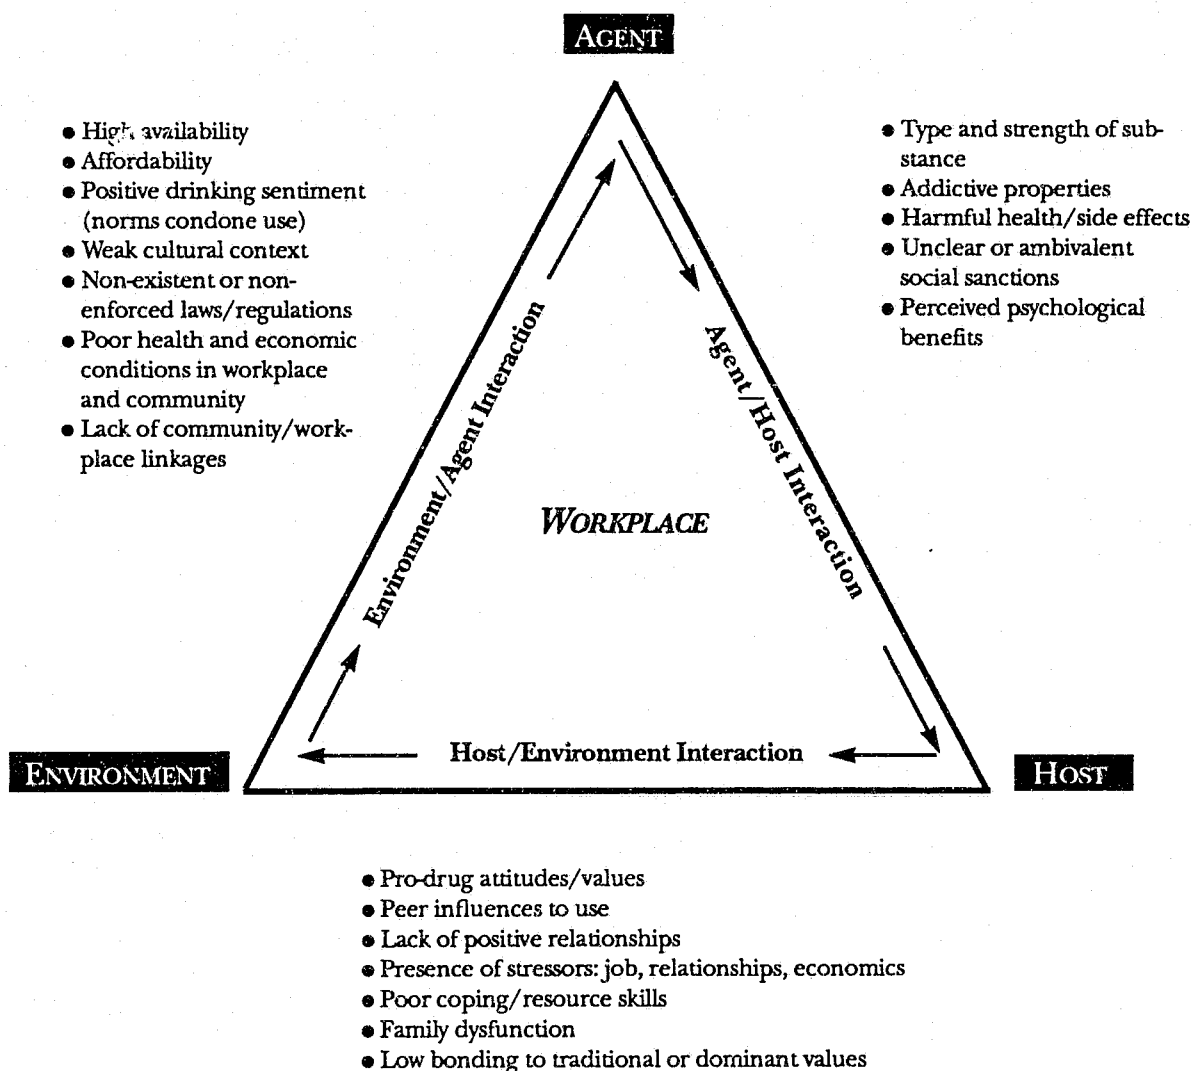 AGENT
● High availability
● Affordability
● Positive drinking sentiment
(norms condone use)
● Weak cultural context
● Non-existent or non-
enforced laws/regulations
● Poor health and economic
conditions in workplace
and community
● Lack of community/work-
place linkages
● Type and strength of sub-
stance
● Addictive properties
● Harmful health/side effects
● Unclear or ambivalent
social sanctions
● Perceived psychological
benefits
Environment/Agent Interaction
Agent/Host Interaction
WORKPLACE
Host/Environment Interaction
ENVIRONMENT
HOST
● Pro-drug attitudes/values
● Peer influences to use
● Lack of positive relationships
● Presence of stressors: job, relationships, economics
● Poor coping/resource skills
● Family dysfunction
● Low bonding to traditional or dominant values